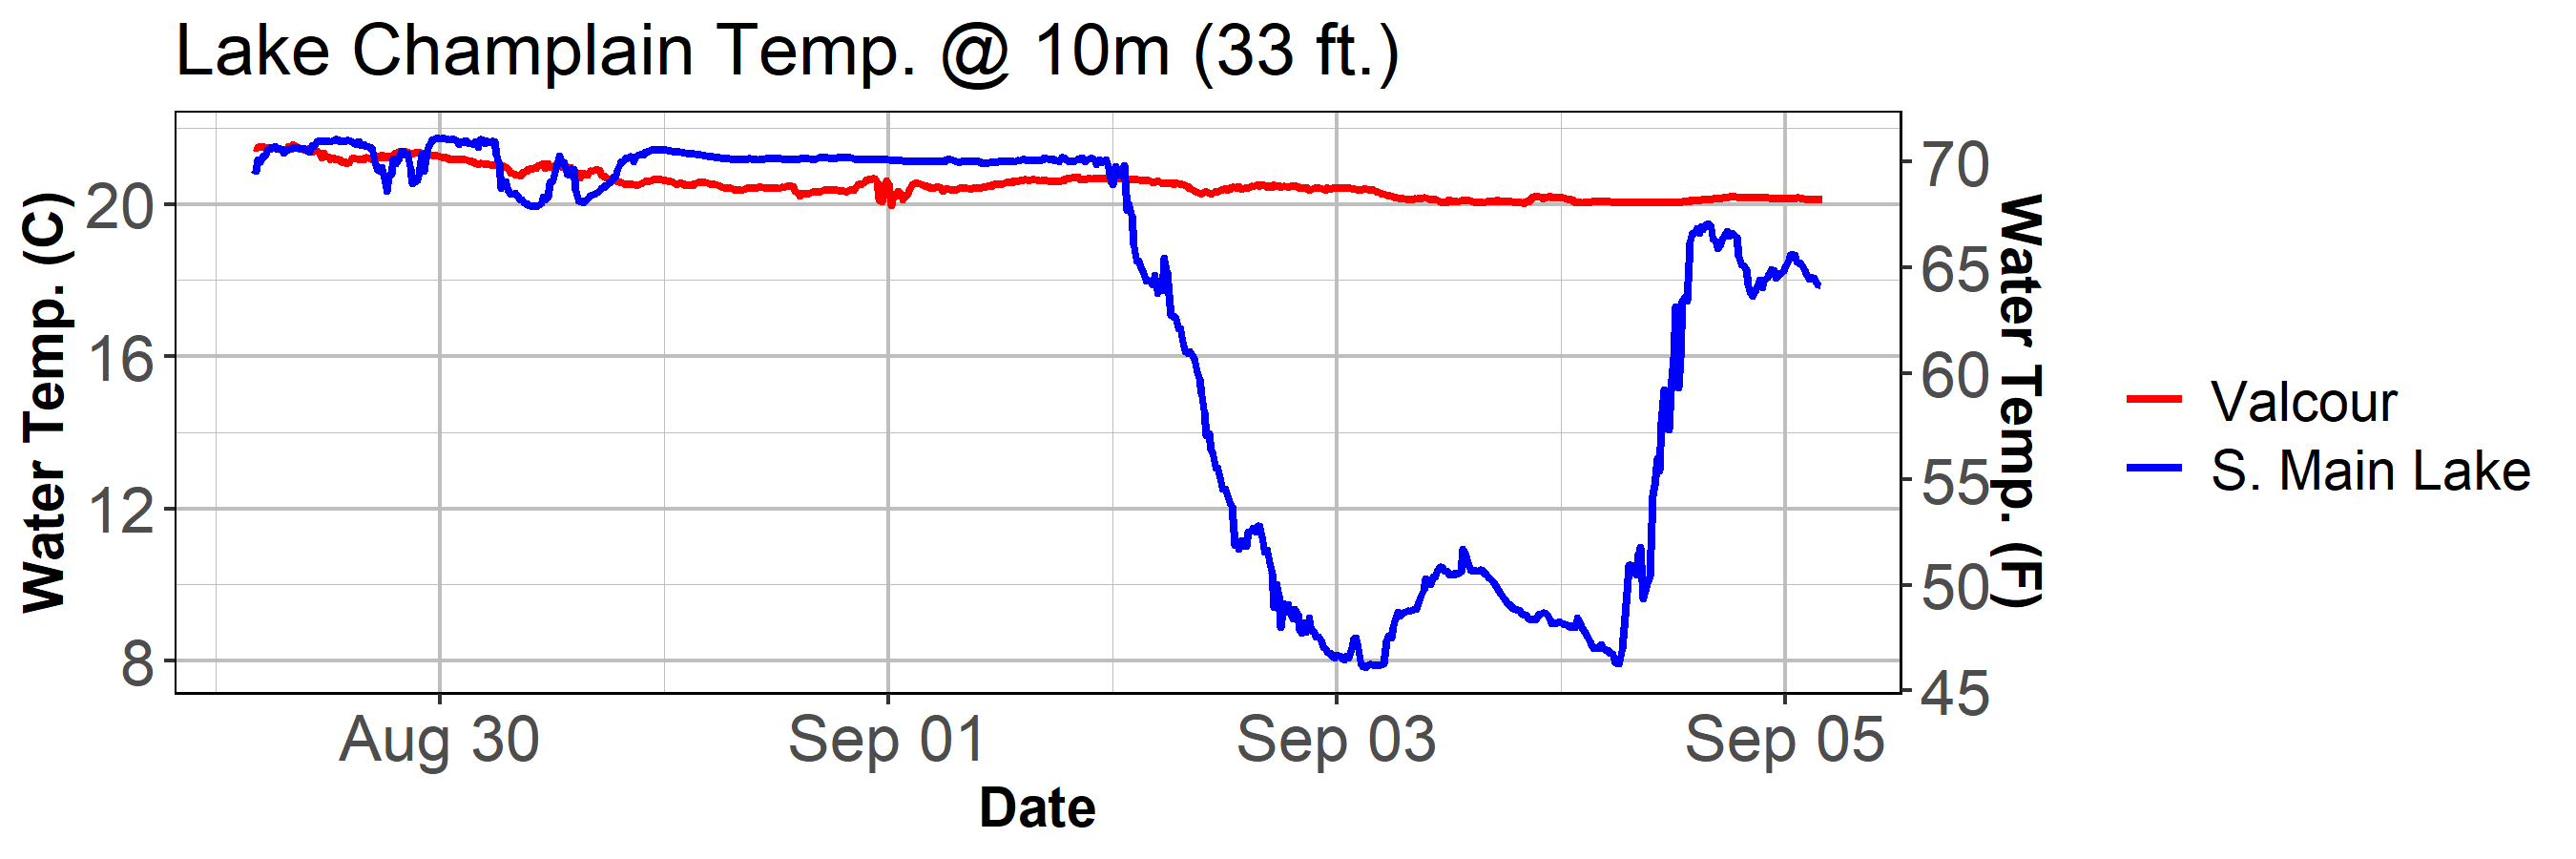 Lake Champlain Temp. @ 10m (33 ft.)
Water Temp. (C)
20
16
12
8
70
65
60
55
50
45
Water Temp. (F)
Aug 30
Sep 01
Sep 03
Sep 05
Date
Valcour
S. Main Lake